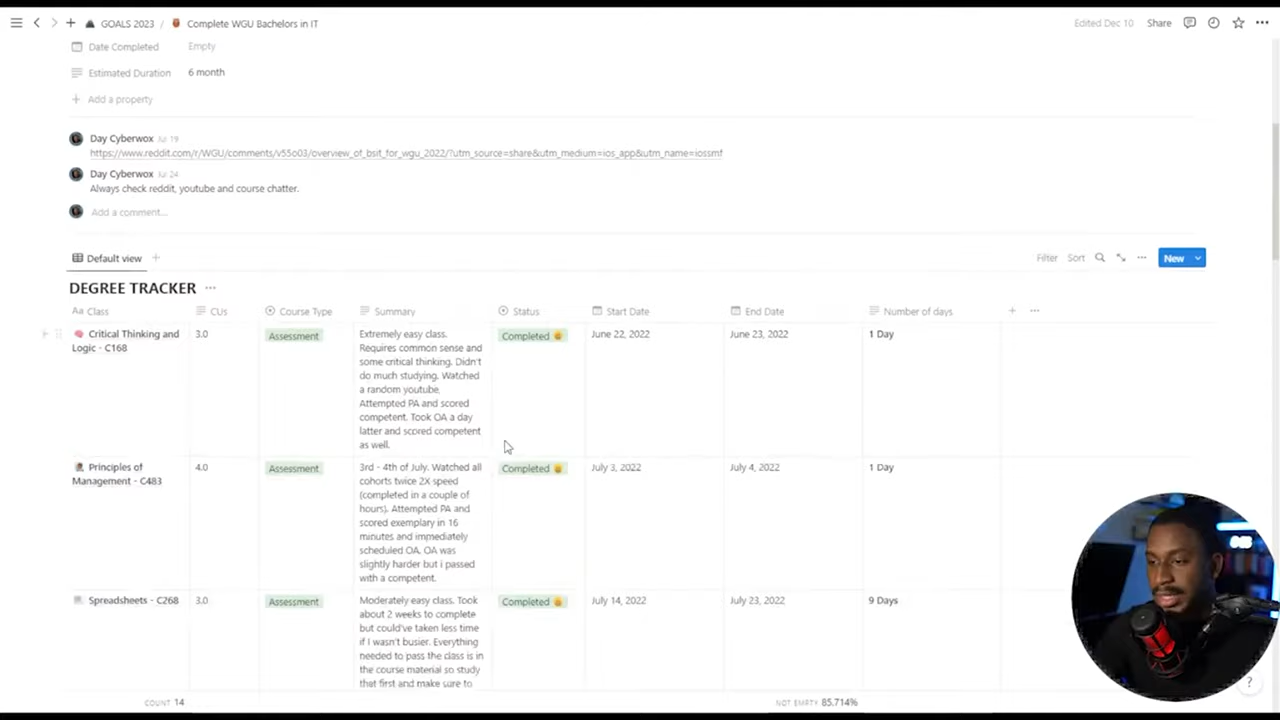 GOALS 2023 / Complete WGU Bachelors in IT
Edited Dec 10 Share
Date Completed Empty
Estimated Duration 6 month
Add a property
Day Cyberwox Jul 19
https://www.reddit.com/r/WGU/comments/v55o03/overview_of_bsit_for_wgu_2022/?utm_source=share&utm_medium=ios_app&utm_name=iossmf
Day Cyberwox Jul 24
Always check reddit, youtube and course chatter.
Add a comment...
Default view
Filter Sort New
DEGREE TRACKER
Aa Class CUs Course Type Summary Status Start Date End Date Number of days
Critical Thinking and
Logic - C168
3.0
Assessment
Extremely easy class.
Requires common sense and
some critical thinking. Didn't
do much studying. Watched
a random youtube,
Attempted PA and scored
competent. Took OA a day
latter and scored competent
as well.
Completed
June 22, 2022
June 23, 2022
1 Day
Principles of
Management - C483
4.0
Assessment
3rd - 4th of July. Watched all
cohorts twice 2X speed
(completed in a couple of
hours). Attempted PA and
scored exemplary in 16
minutes and immediately
scheduled OA. OA was
slightly harder but i passed
with a competent.
Completed
July 3, 2022
July 4, 2022
1 Day
Spreadsheets - C268
3.0
Assessment
Moderately easy class. Took
about 2 weeks to complete
but could've taken less time
if I wasn't busier. Everything
needed to pass the class is in
the course material so study
that first and make sure to
Completed
July 14, 2022
July 23, 2022
9 Days
COUNT 14
NOT EMPTY 85.714%
?